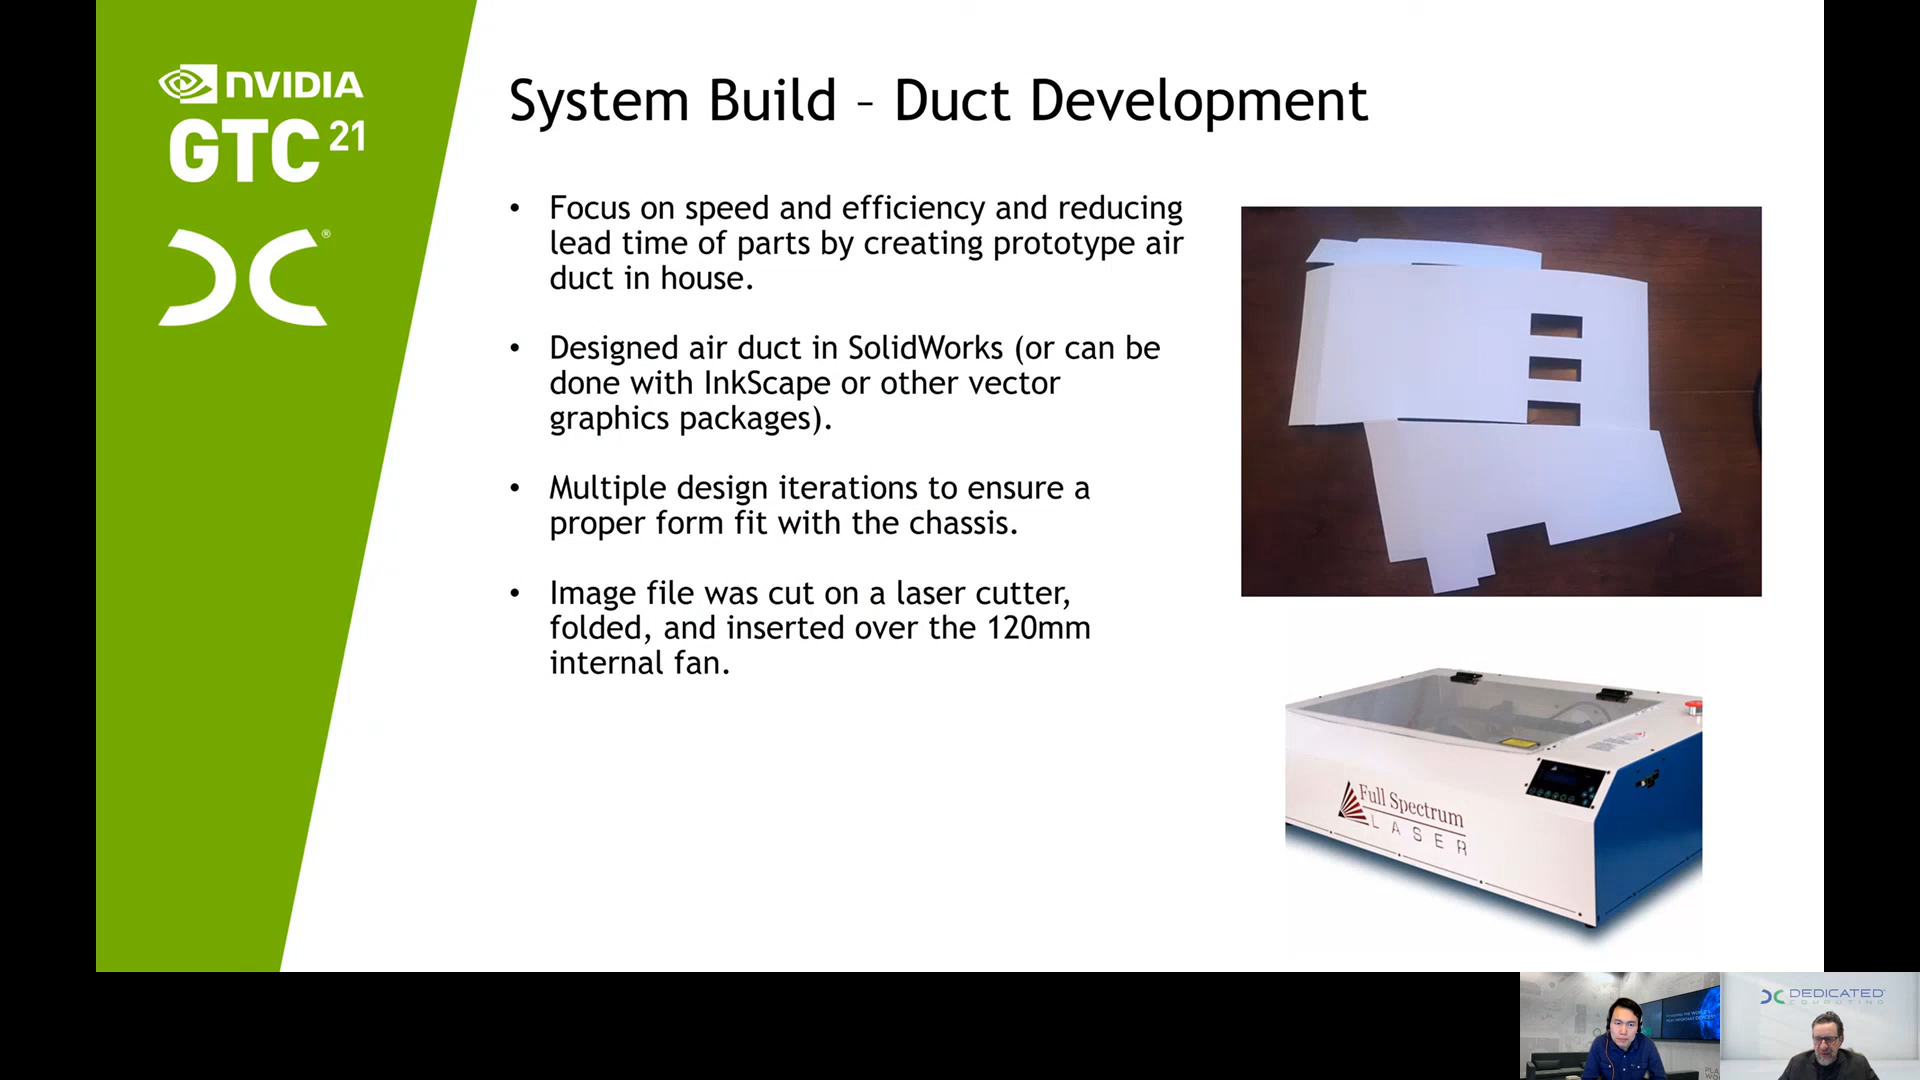 NVIDIA
GTC 21
®
System Build – Duct Development
• Focus on speed and efficiency and reducing
lead time of parts by creating prototype air
duct in house.
• Designed air duct in SolidWorks (or can be
done with InkScape or other vector
graphics packages).
• Multiple design iterations to ensure a
proper form fit with the chassis.
• Image file was cut on a laser cutter,
folded, and inserted over the 120mm
internal fan.
Full Spectrum
LASER
DEDICATED
COMPUTING